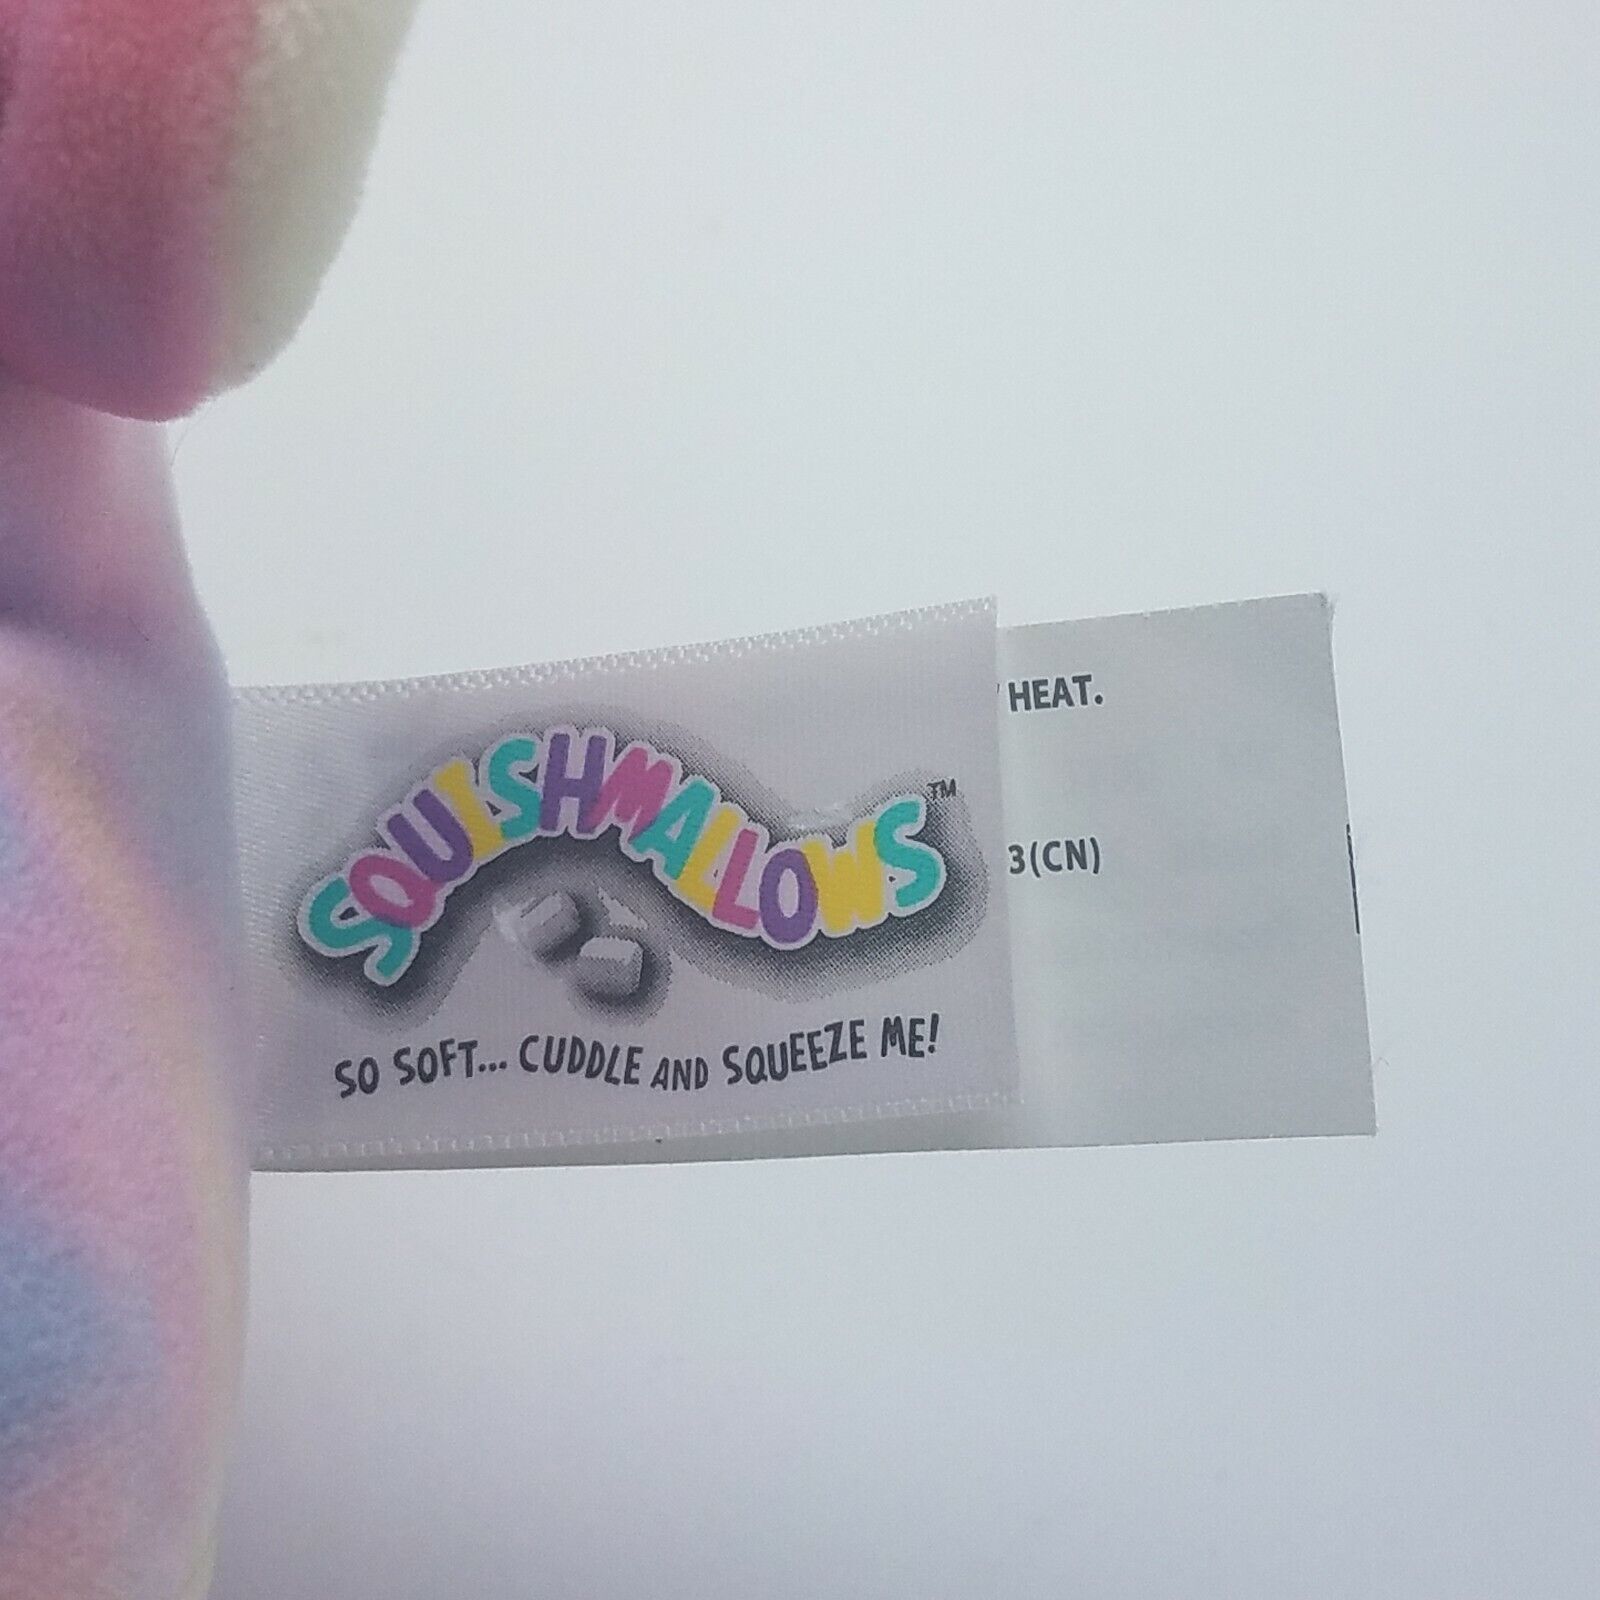 SQUISHMALLOWS™
SO SOFT... CUDDLE AND SQUEEZE ME!
HEAT.
3(CN)